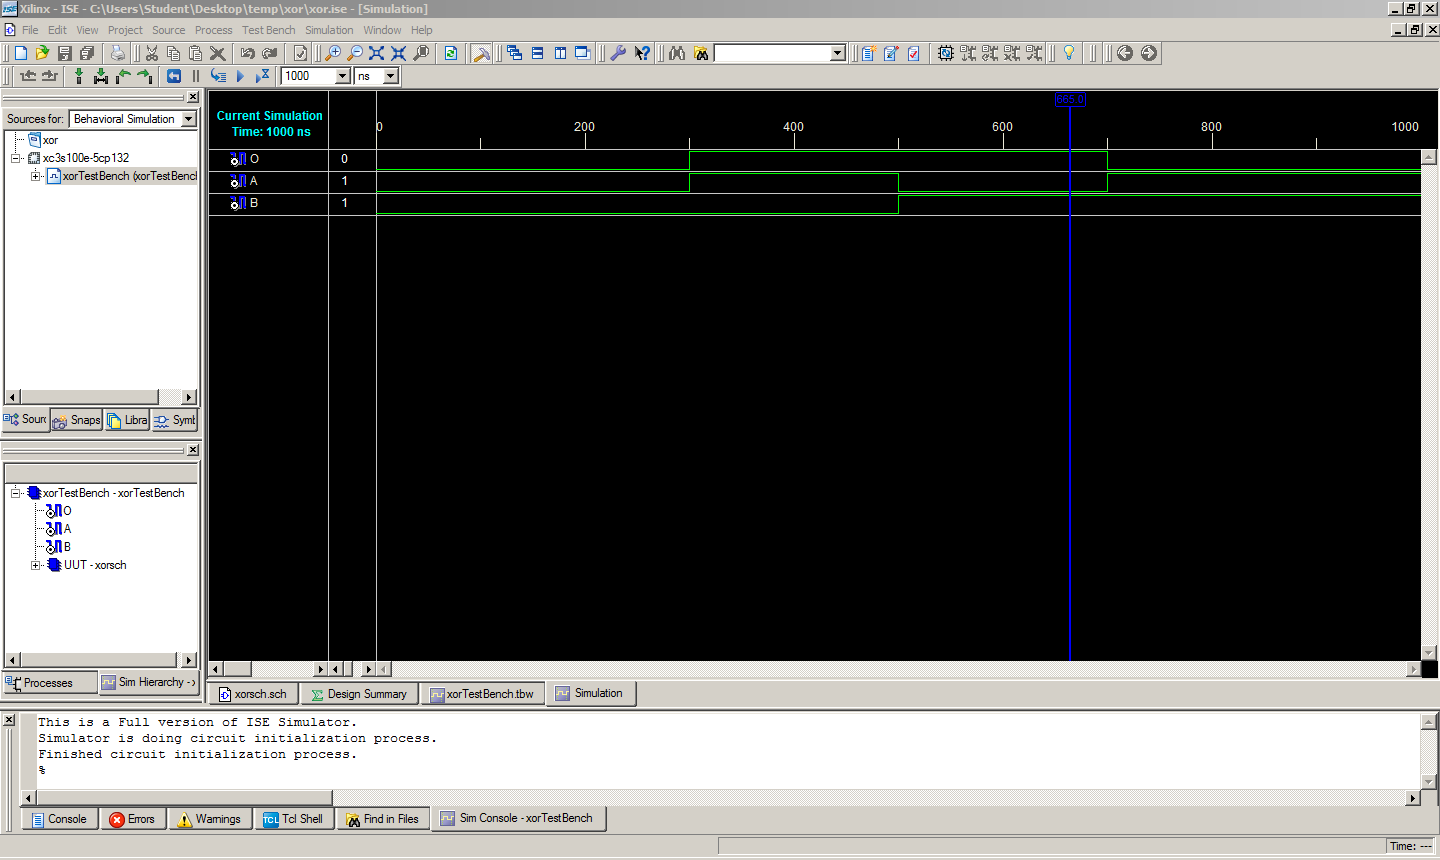 Xilinx - ISE - C:\Users\Student\Desktop\temp\xor\xor.ise - [Simulation]
File Edit View Project Source Process Test Bench Simulation Window Help
1000 ns
Sources for: Behavioral Simulation
xor
xc3s100e-5cp132
xorTestBench (xorTestBencl
Sour Snaps Libra Syml
xorTestBench - xorTestBench
O
A
B
UUT - xorsch
Processes Sim Hierarchy - x
Current Simulation
Time: 1000 ns
665.0
0 200 400 600 800 1000
O 0
A 1
B 1
xorsch.sch Design Summary xorTestBench.tbw Simulation
This is a Full version of ISE Simulator.
Simulator is doing circuit initialization process.
Finished circuit initialization process.
%
Console Errors Warnings TCL Tcl Shell Find in Files Sim Console - xorTestBench
Time: ---